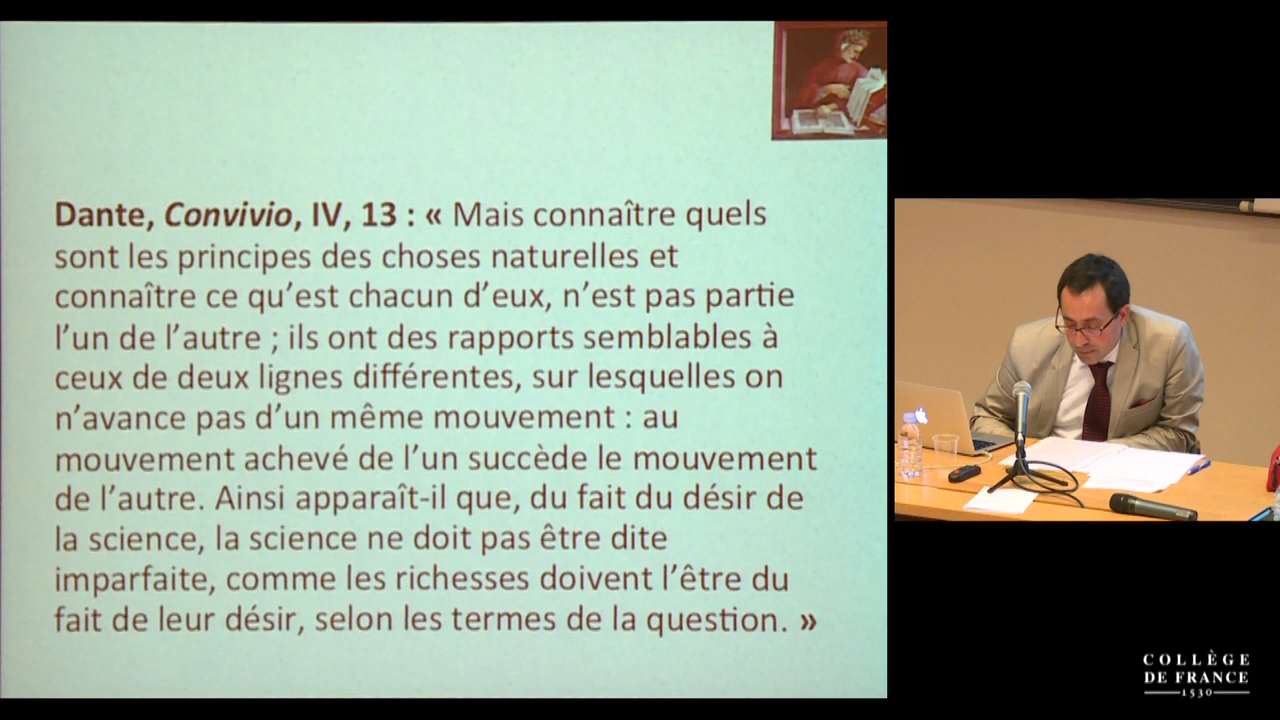 Dante, Convivio, IV, 13 : « Mais connaître quels
sont les principes des choses naturelles et
connaître ce qu’est chacun d’eux, n’est pas partie
l’un de l’autre ; ils ont des rapports semblables à
ceux de deux lignes différentes, sur lesquelles on
n’avance pas d’un même mouvement : au
mouvement achevé de l’un succède le mouvement
de l’autre. Ainsi apparaît-il que, du fait du désir de
la science, la science ne doit pas être dite
imparfaite, comme les richesses doivent l’être du
fait de leur désir, selon les termes de la question. »
COLLÈGE
DE FRANCE
1530